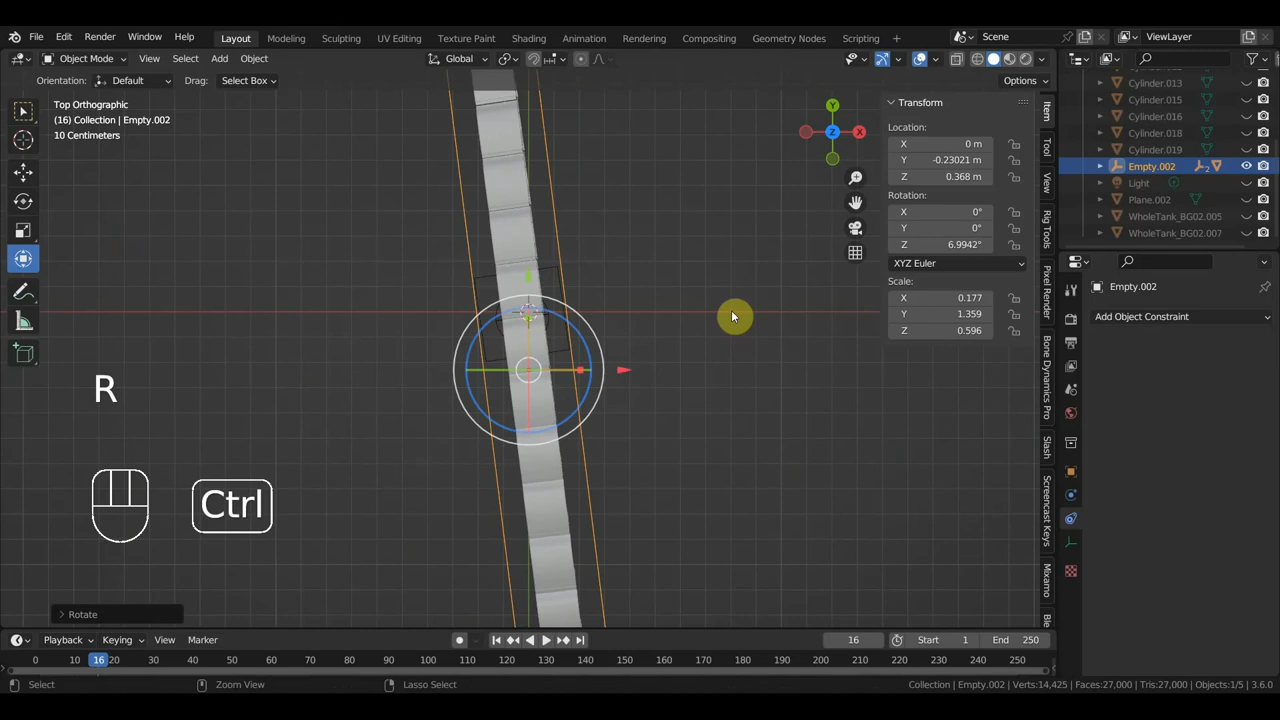 File Edit Render Window Help Layout Modeling Sculpting UV Editing Texture Paint Shading Animation Rendering Compositing Geometry Nodes Scripting + Scene ViewLayer
Object Mode View Select Add Object Global Options
Orientation: Default Drag: Select Box
Top Orthographic
(16) Collection | Empty.002
10 Centimeters
Y
X
Z
Transform
Location:
X 0 m
Y -0.23021 m
Z 0.368 m
Rotation:
X 0°
Y 0°
Z 6.9942°
XYZ Euler
Scale:
X 0.177
Y 1.359
Z 0.596
Item
Tool
View
Rig Tools
Pixel Render
Bone Dynamics Pro
Slash
Screencast Keys
Mixamo
Ble
Cylinder.013
Cylinder.015
Cylinder.016
Cylinder.018
Cylinder.019
Empty.002 2
Light
Plane.002
WholeTank_BG02.005
WholeTank_BG02.007
Empty.002
Add Object Constraint
R
Ctrl
Rotate
Playback Keying View Marker 16 Start 1 End 250
0 10 16 20 30 40 50 60 70 80 90 100 110 120 130 140 150 160 170 180 190 200 210 220 230 240 250
Select Zoom View Lasso Select Collection | Empty.002 | Verts:14,425 | Faces:27,000 | Tris:27,000 | Objects:1/5 | 3.6.0